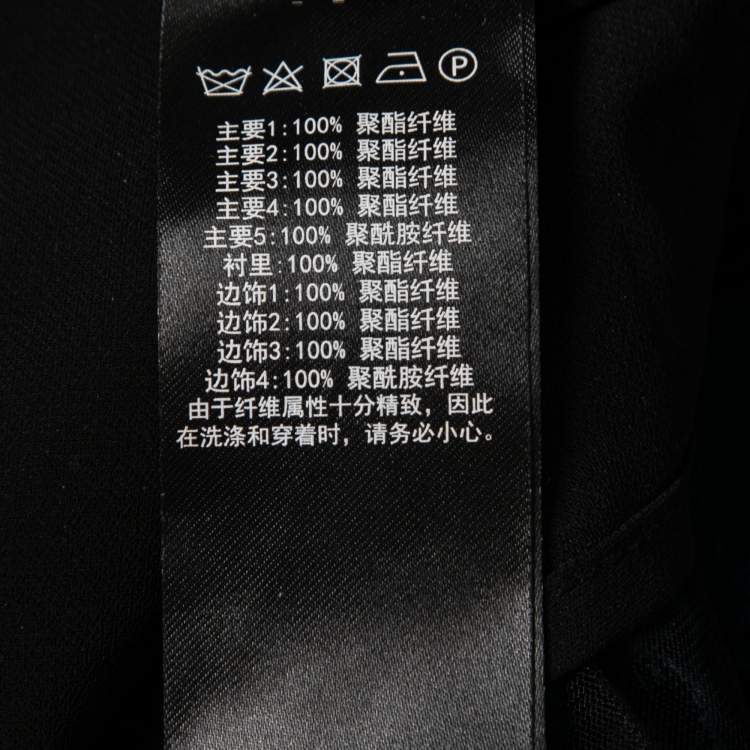 P
主要1:100% 聚酯纤维
主要2:100% 聚酯纤维
主要3:100% 聚酯纤维
主要4:100% 聚酯纤维
主要5:100% 聚酰胺纤维
衬里:100% 聚酯纤维
边饰1:100% 聚酯纤维
边饰2:100% 聚酯纤维
边饰3:100% 聚酯纤维
边饰4:100% 聚酰胺纤维
由于纤维属性十分精致，因此
在洗涤和穿着时，请务必小心。